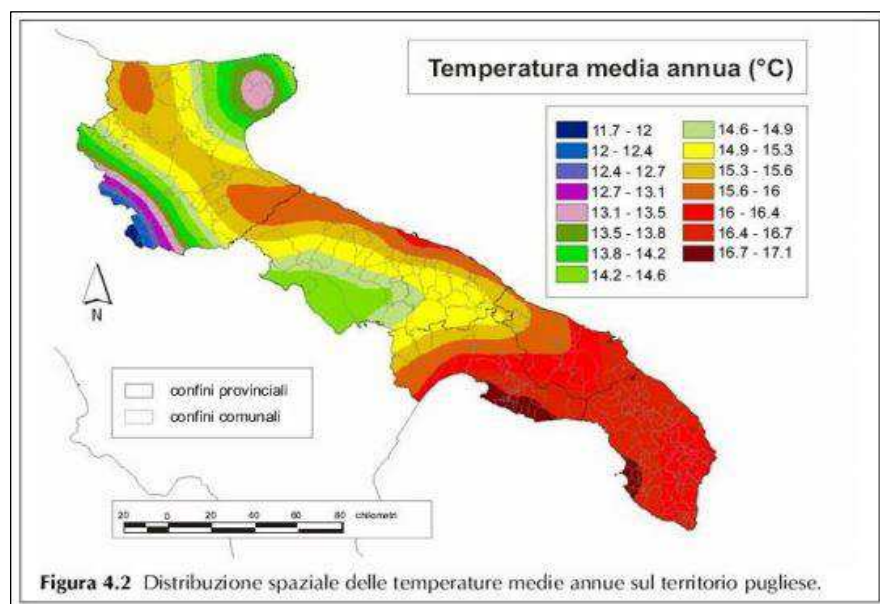 Temperatura media annua (°C)
11.7 - 12
12 - 12.4
12.4 - 12.7
12.7 - 13.1
13.1 - 13.5
13.5 - 13.8
13.8 - 14.2
14.2 - 14.6
14.6 - 14.9
14.9 - 15.3
15.3 - 15.6
15.6 - 16
16 - 16.4
16.4 - 16.7
16.7 - 17.1
N
confini provinciali
confini comunali
20 0 20 40 60 80 chilometri
Figura 4.2 Distribuzione spaziale delle temperature medie annue sul territorio pugliese.